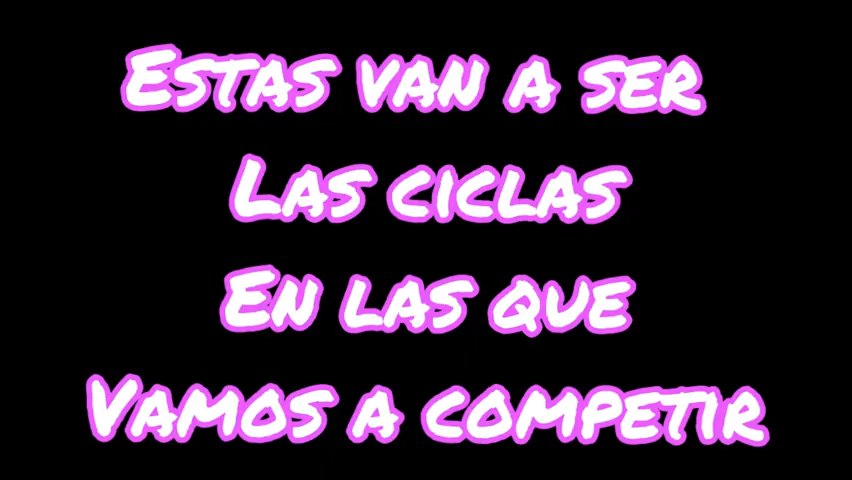 Estas van a ser
Las ciclas
En las que
Vamos a competir